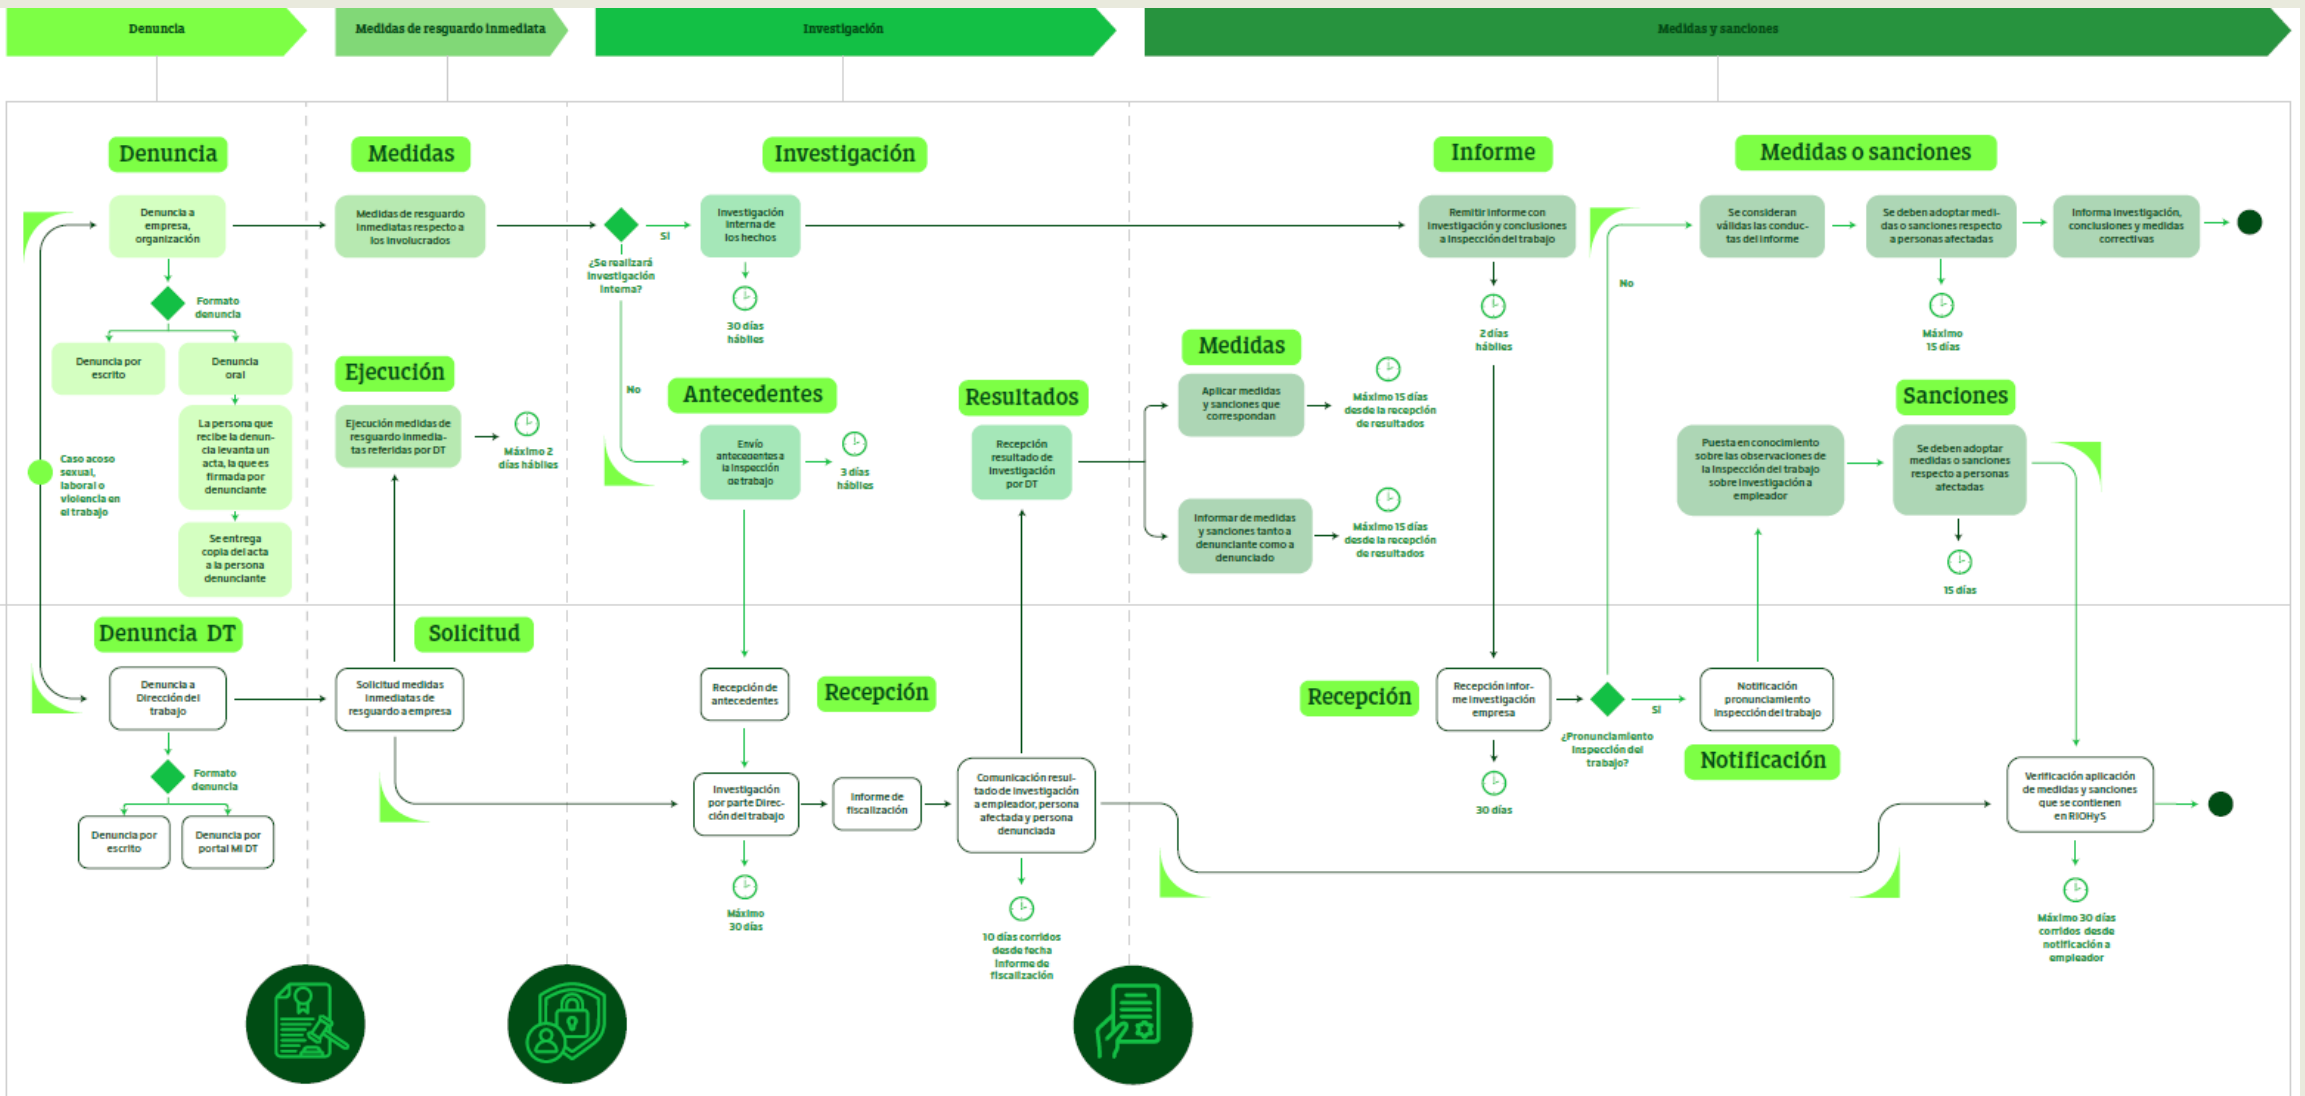 Denuncia
Medidas de resguardo inmediata
Investigación
Medidas y sanciones
Denuncia
Medidas
Investigación
Informe
Medidas o sanciones
Denuncia a
empresa,
organización
Medidas de resguardo
inmediatas respecto a
los involucrados
SI
¿Se realizará
investigación
interna?
Investigación
interna de
los hechos
30 días
hábiles
Remitir informe con
investigación y conclusiones
a inspección del trabajo
2 días
hábiles
No
Se consideran
válidas las conduc-
tas del informe
Se deben adoptar medi-
das o sanciones respecto
a personas afectadas
Máximo
15 días
Informa investigación,
conclusiones y medidas
correctivas
Formato
denuncia
Denuncia por
escrito
Denuncia
oral
La persona que
recibe la denun-
cia levanta un
acta, la que es
firmada por
denunciante
Se entrega
copia del acta
a la persona
denunciante
Caso acoso
sexual,
laboral o
violencia en
el trabajo
Ejecución
Ejecución medidas de
resguardo inmedia-
tas referidas por DT
Máximo 2
días hábiles
No
Antecedentes
Envío
antecedentes a
la inspección
de trabajo
3 días
hábiles
Resultados
Recepción
resultado de
investigación
por DT
Medidas
Aplicar medidas
y sanciones que
correspondan
Máximo 15 días
desde la recepción
de resultados
Informar de medidas
y sanciones tanto a
denunciante como a
denunciado
Máximo 15 días
desde la recepción
de resultados
Sanciones
Puesta en conocimiento
sobre las observaciones de
la inspección del trabajo
sobre investigación a
empleador
Se deben adoptar
medidas o sanciones
respecto a personas
afectadas
15 días
Denuncia DT
Denuncia a
Dirección del
trabajo
Formato
denuncia
Denuncia por
escrito
Denuncia por
portal Mi DT
Solicitud
Solicitud medidas
inmediatas de
resguardo a empresa
Recepción de
antecedentes
Recepción
Investigación
por parte Direc-
ción del trabajo
Máximo
30 días
Informe de
fiscalización
Comunicación resul-
tado de investigación
a empleador, persona
afectada y persona
denunciada
10 días corridos
desde fecha
informe de
fiscalización
Recepción
Recepción infor-
me investigación
empresa
30 días
SI
¿Pronunciamiento
inspección del
trabajo?
Notificación
pronunciamiento
inspección del trabajo
Notificación
Verificación aplicación
de medidas y sanciones
que se contienen
en RIOHyS
Máximo 30 días
corridos desde
notificación a
empleador